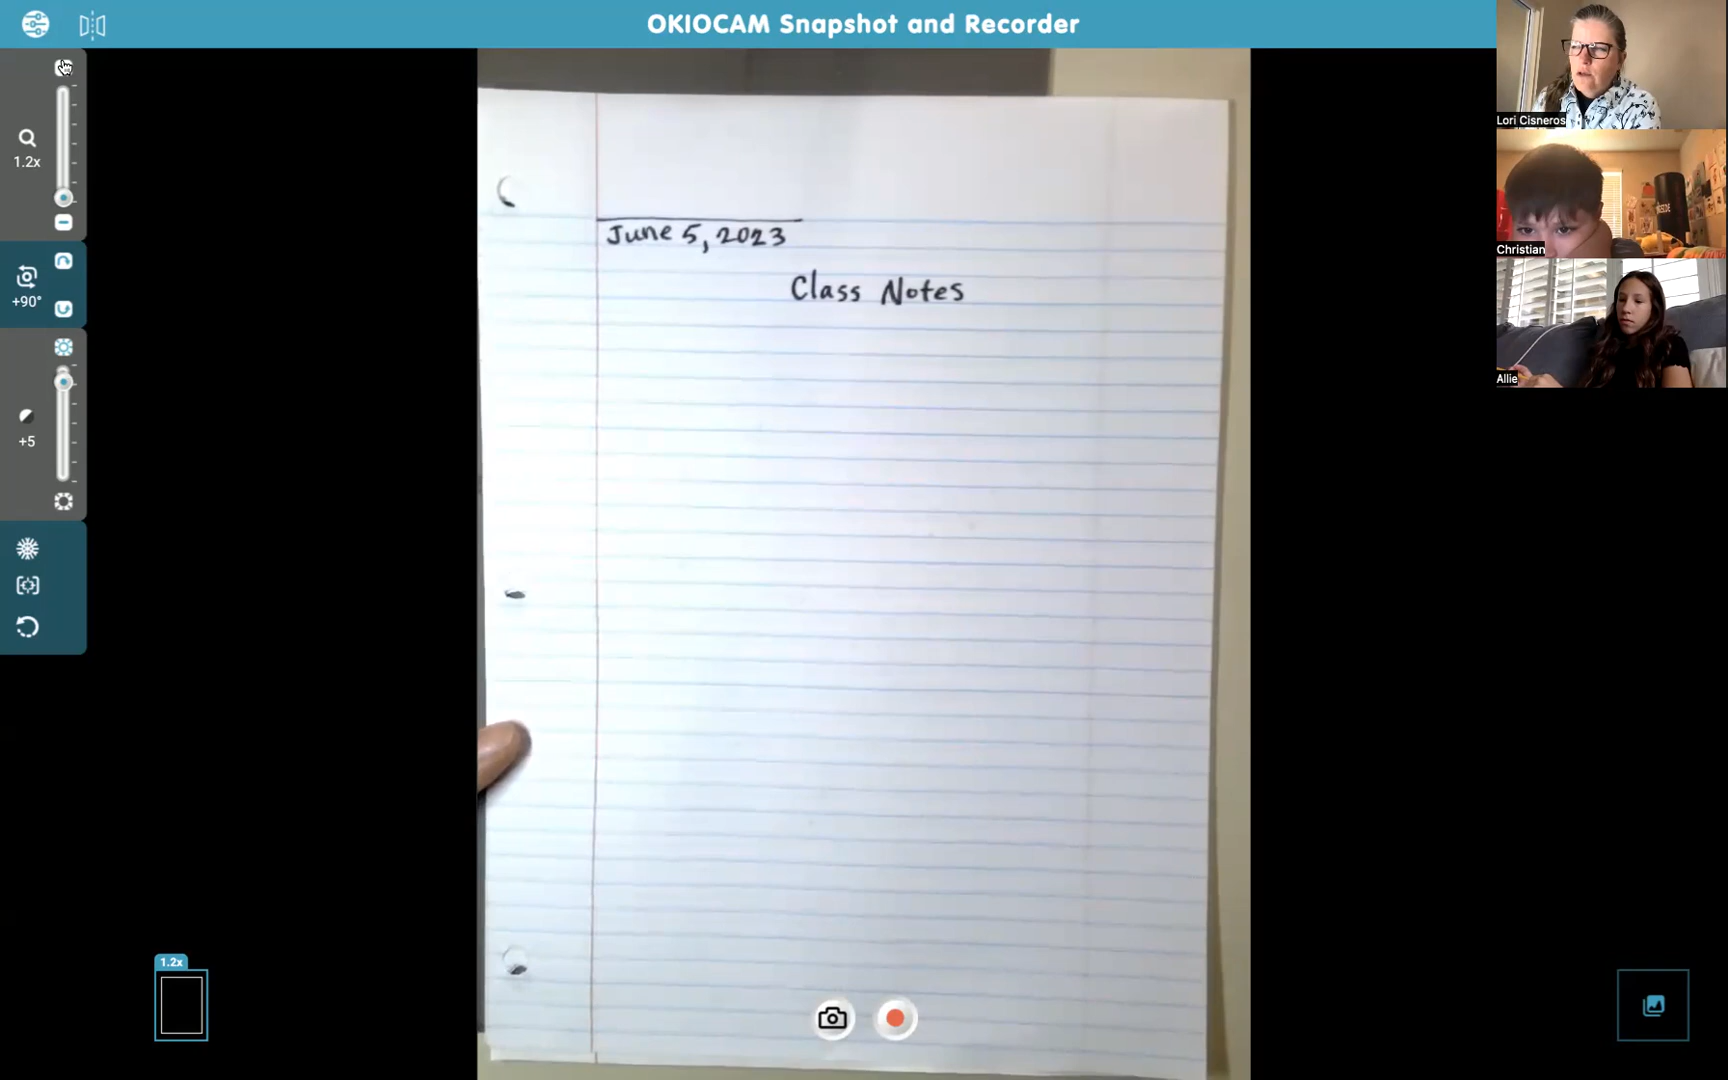 OKIOCAM Snapshot and Recorder
Lori Cisneros
1.2x
Christian
+90°
Allie
+5
June 5, 2023
Class Notes
1.2x